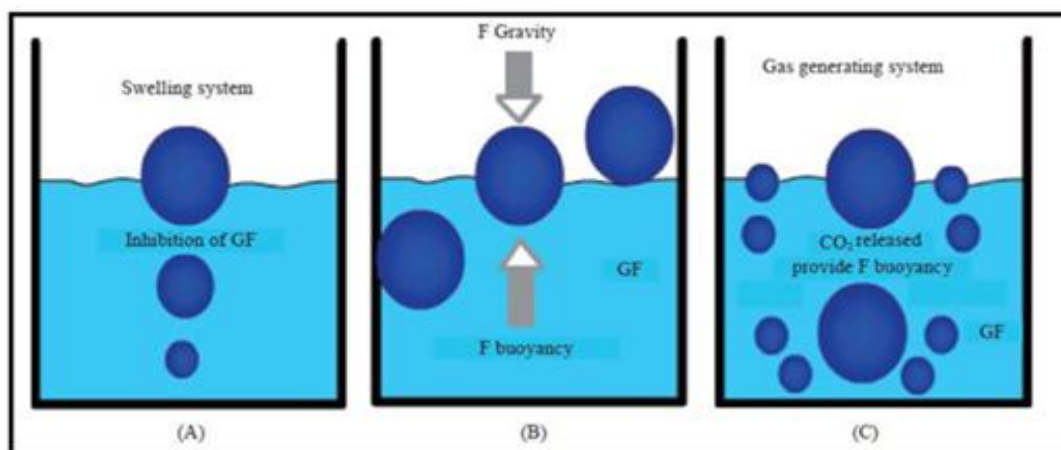 Swelling system
Inhibition of GF
(A)
F Gravity
GF
F buoyancy
(B)
Gas generating system
CO₂ released
provide F buoyancy
GF
(C)